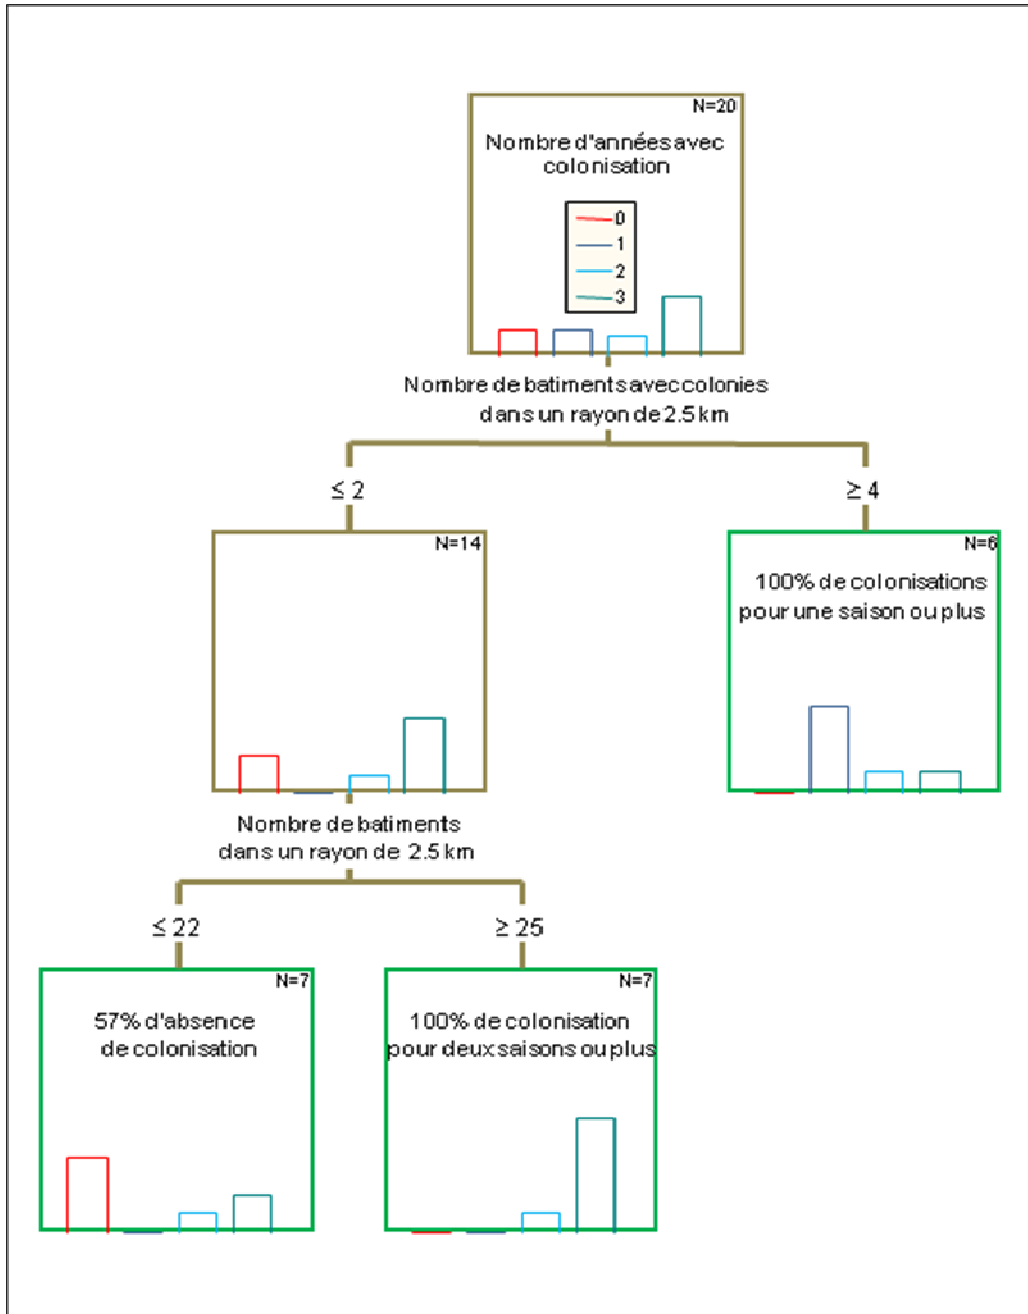 N=20
Nombre d'années avec
colonisation
0
1
2
3
Nombre de batiments avec colonies
dans un rayon de 2.5 km
≤ 2
≥ 4
N=14
N=6
100% de colonisations
pour une saison ou plus
Nombre de batiments
dans un rayon de 2.5 km
≤ 22
≥ 25
N=7
57% d'absence
de colonisation
N=7
100% de colonisation
pour deux saisons ou plus